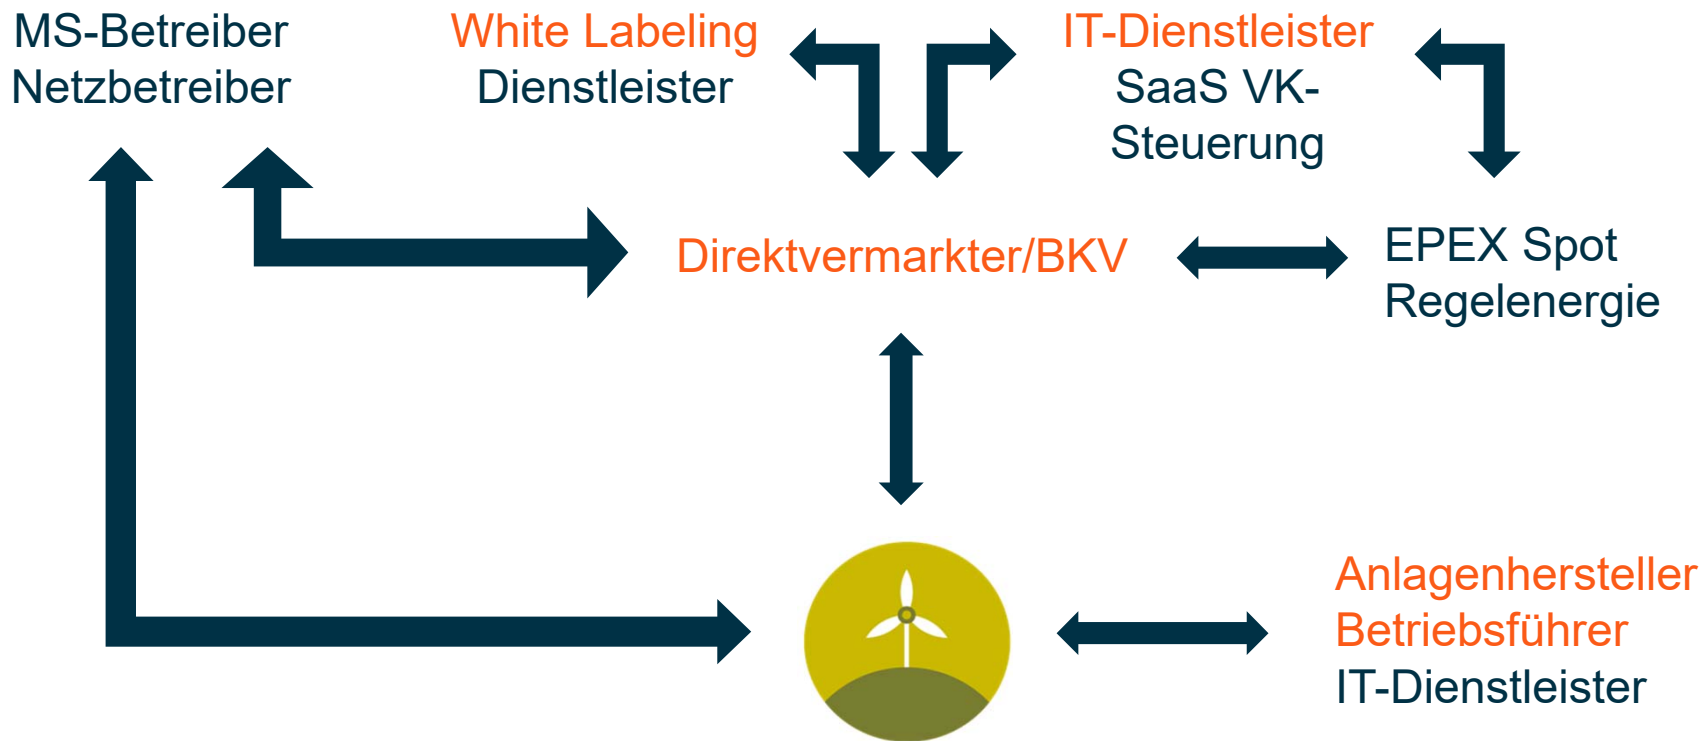 MS-Betreiber
Netzbetreiber
White Labeling
Dienstleister
IT-Dienstleister
SaaS VK-
Steuerung
Direktvermarkter/BKV
EPEX Spot
Regelenergie
Anlagenhersteller
Betriebsführer
IT-Dienstleister